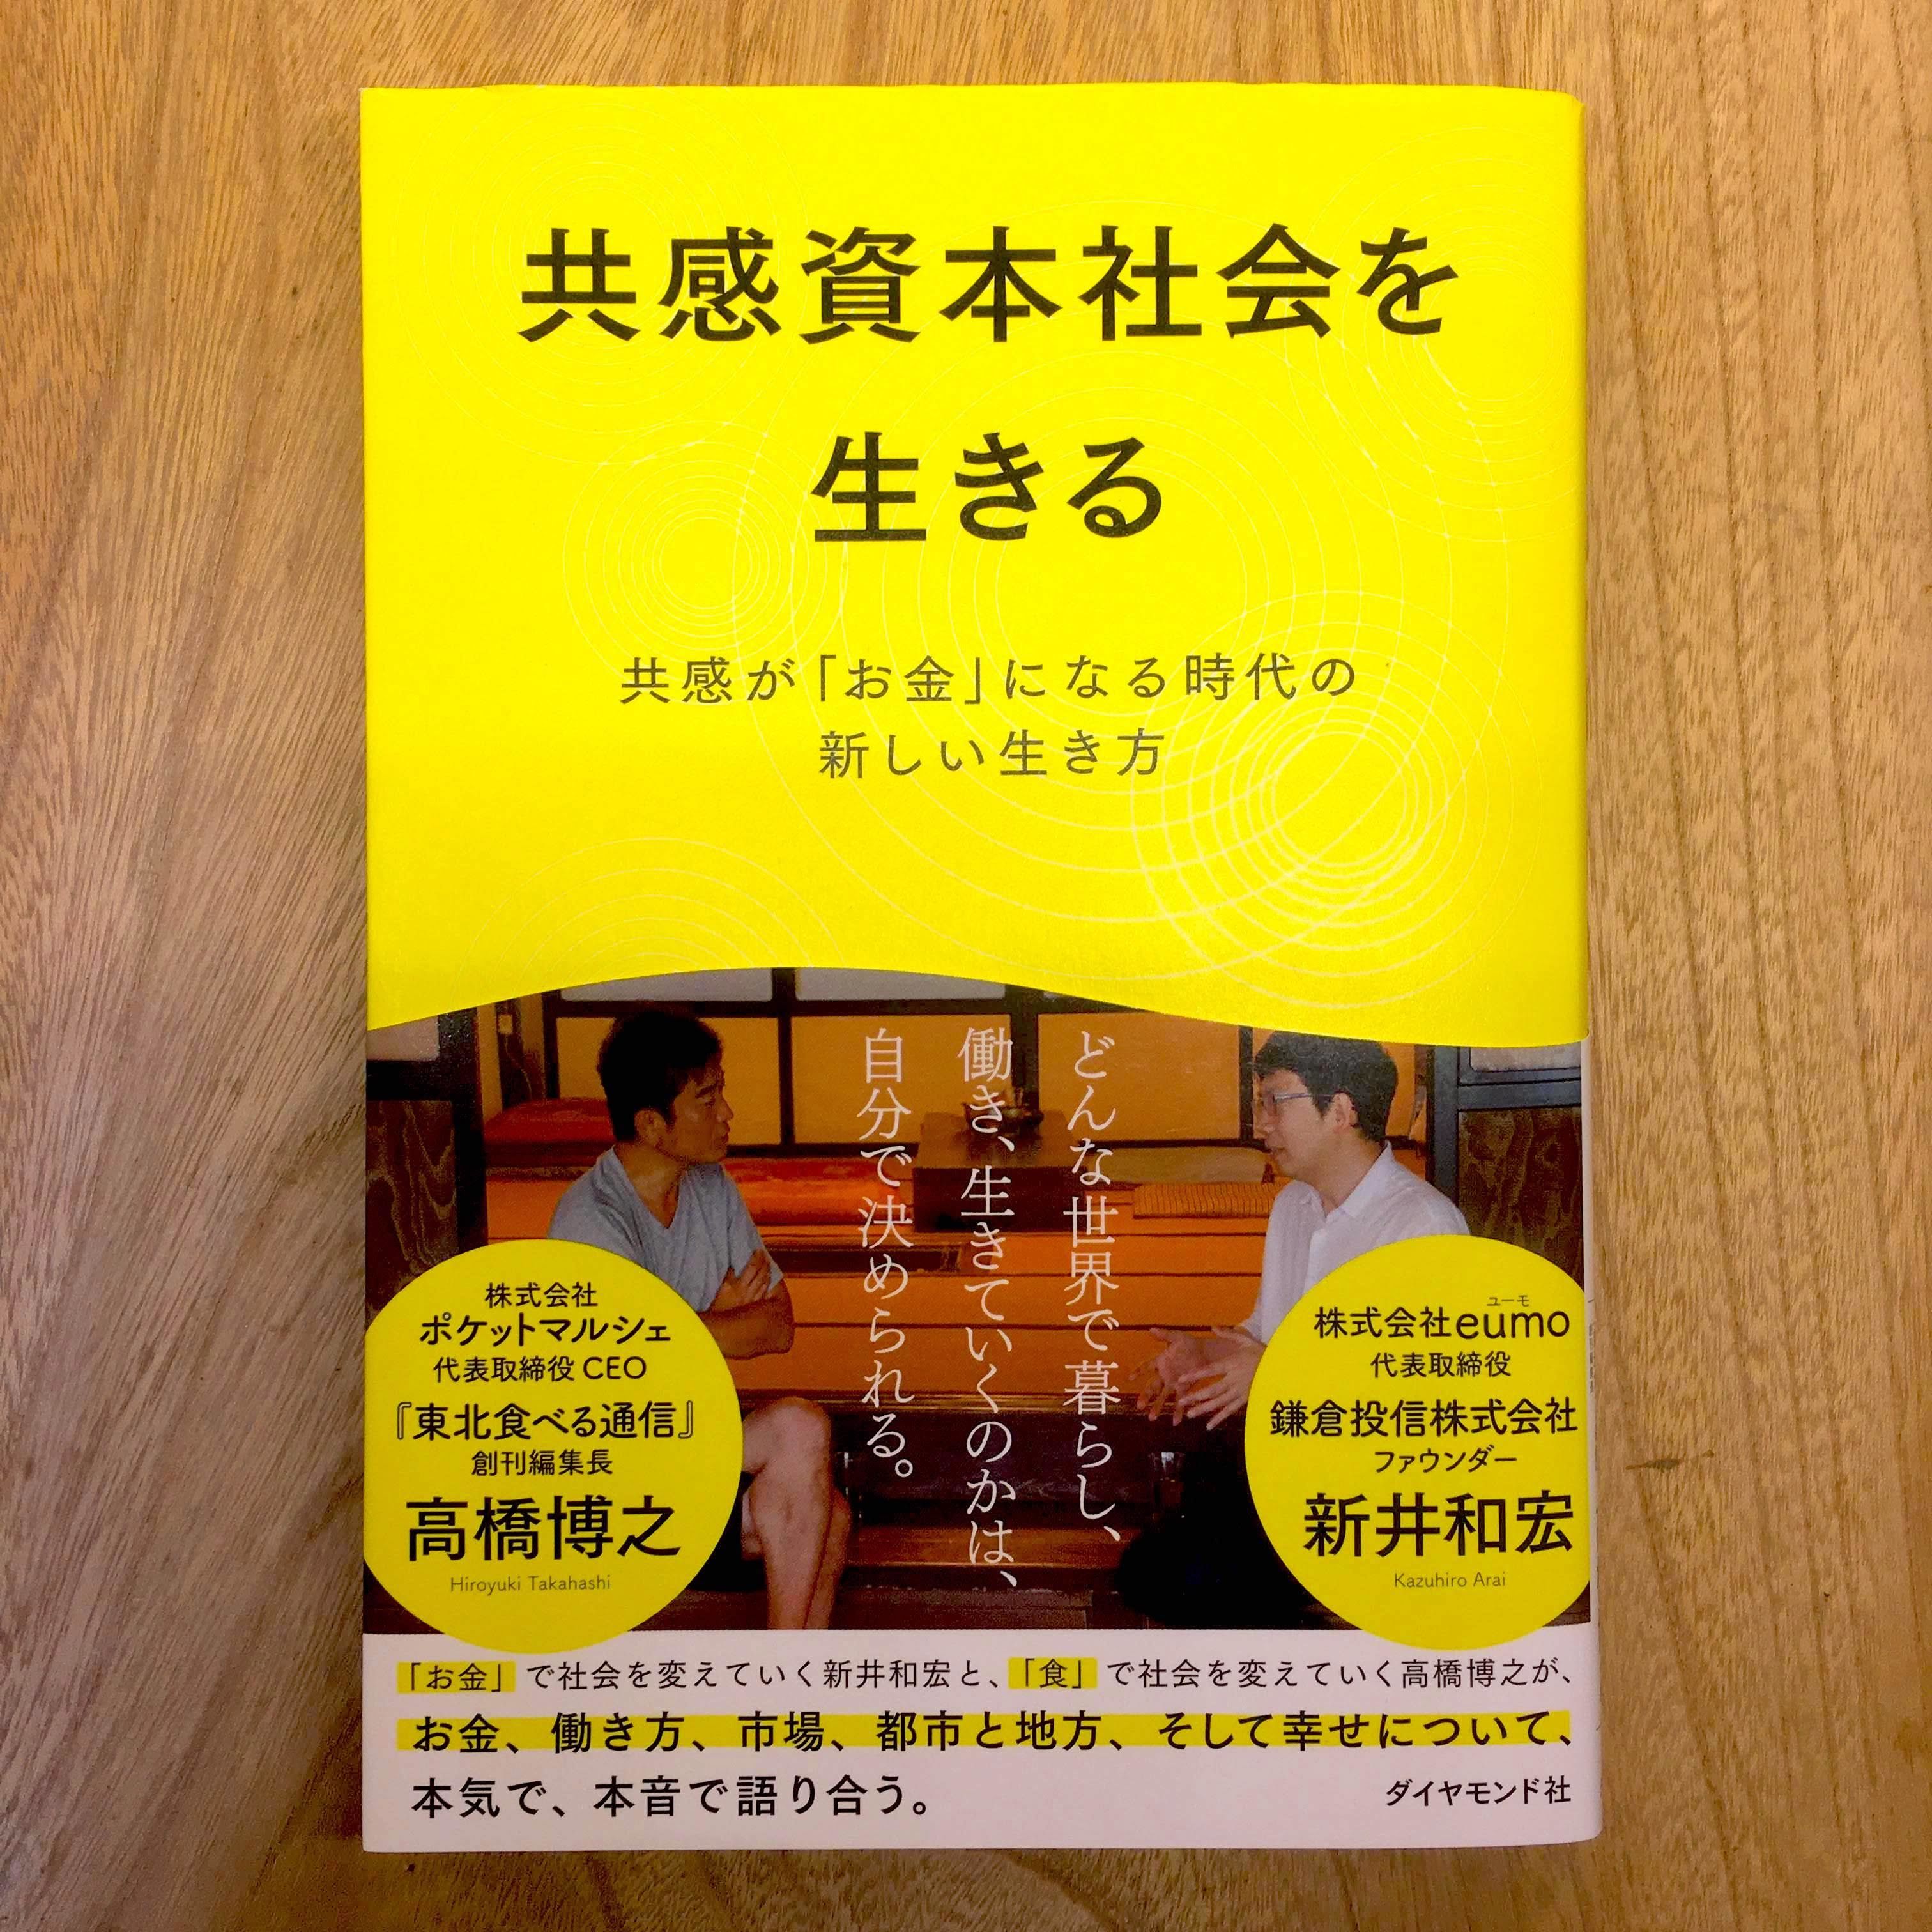 共感資本社会を
生きる
共感が「お金」になる時代の
新しい生き方
どんな世界で暮らし、
働き、生きていくのかは、
自分で決められる。
株式会社
ポケットマルシェ
代表取締役 CEO
『東北食べる通信』
創刊編集長
高橋博之
Hiroyuki Takahashi
ユーモ
株式会社eumo
代表取締役
鎌倉投信株式会社
ファウンダー
新井和宏
Kazuhiro Arai
「お金」で社会を変えていく新井和宏と、「食」で社会を変えていく高橋博之が、
お金、働き方、市場、都市と地方、そして幸せについて、
本気で、本音で語り合う。
ダイヤモンド社